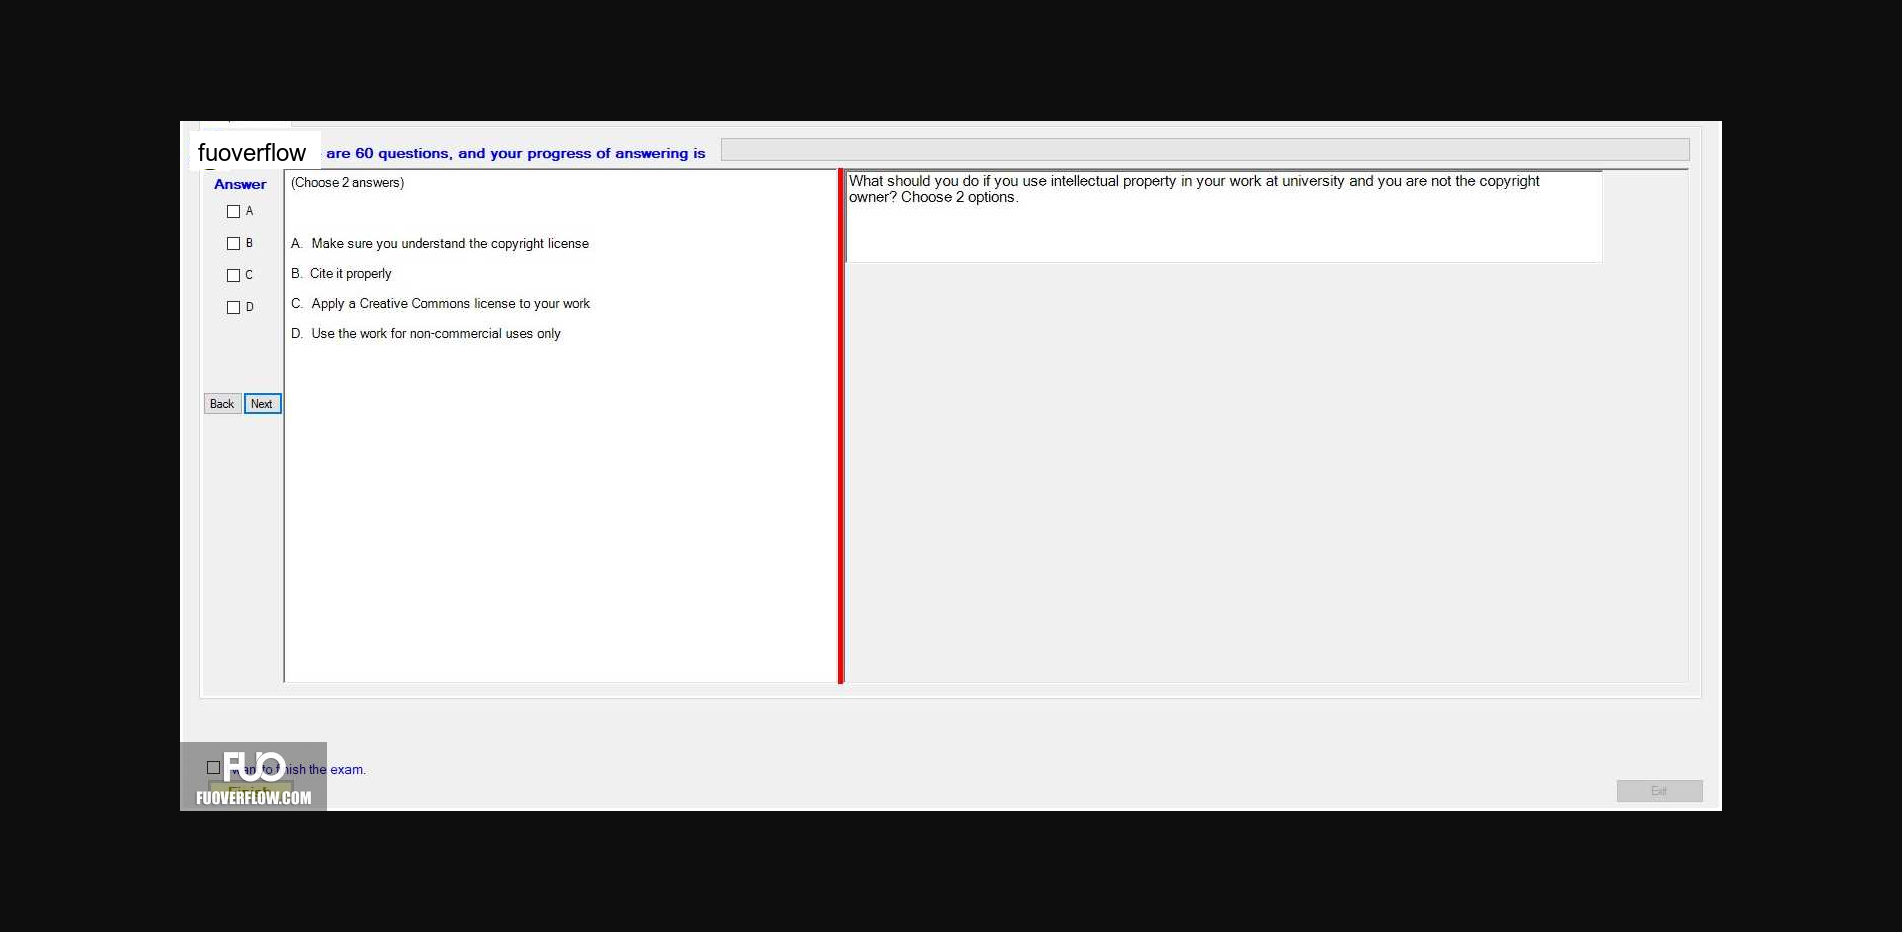 fuoverflow are 60 questions, and your progress of answering is
Answer
A
B
C
D
Back Next
(Choose 2 answers)
A. Make sure you understand the copyright license
B. Cite it properly
C. Apply a Creative Commons license to your work
D. Use the work for non-commercial uses only
What should you do if you use intellectual property in your work at university and you are not the copyright
owner? Choose 2 options.
FUO
want to finish the exam.
Finish
FUOVERFLOW.COM
Exit